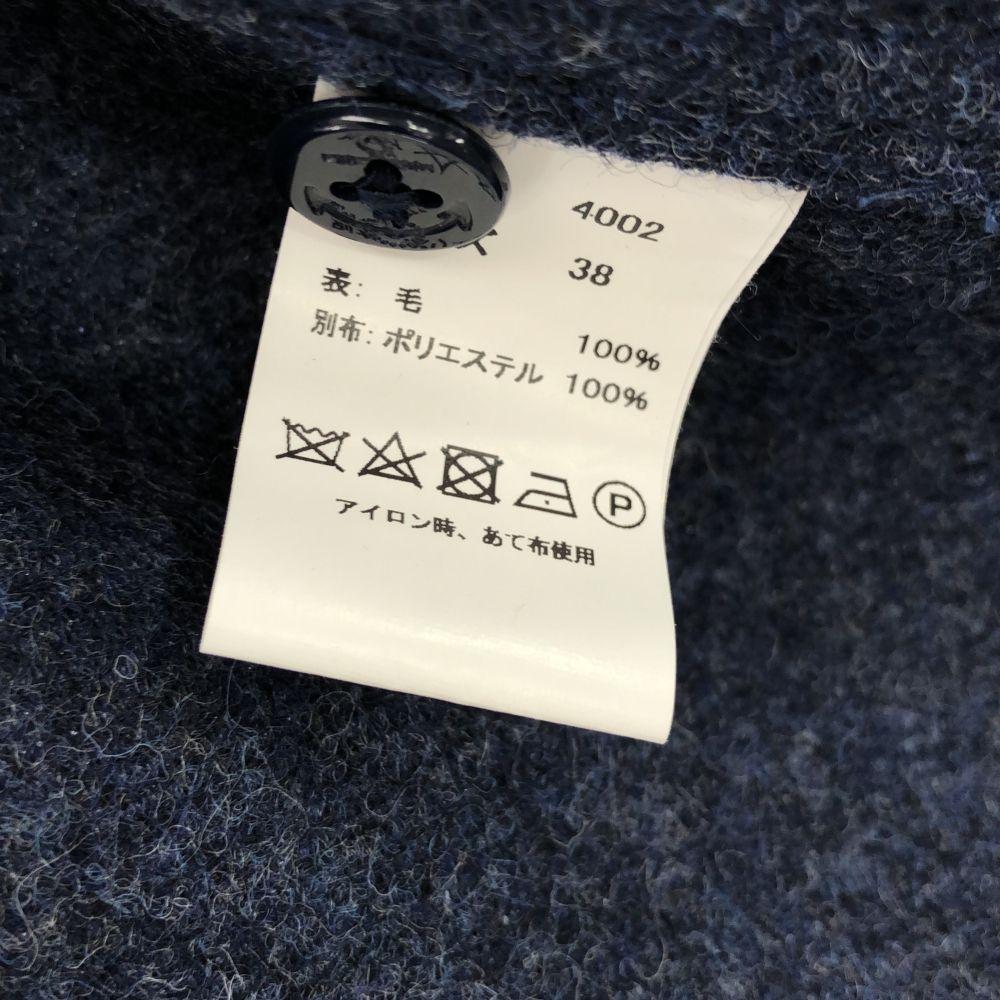 4002
38
表: 毛 100%
別布: ポリエステル 100%
P
アイロン時、あて布使用